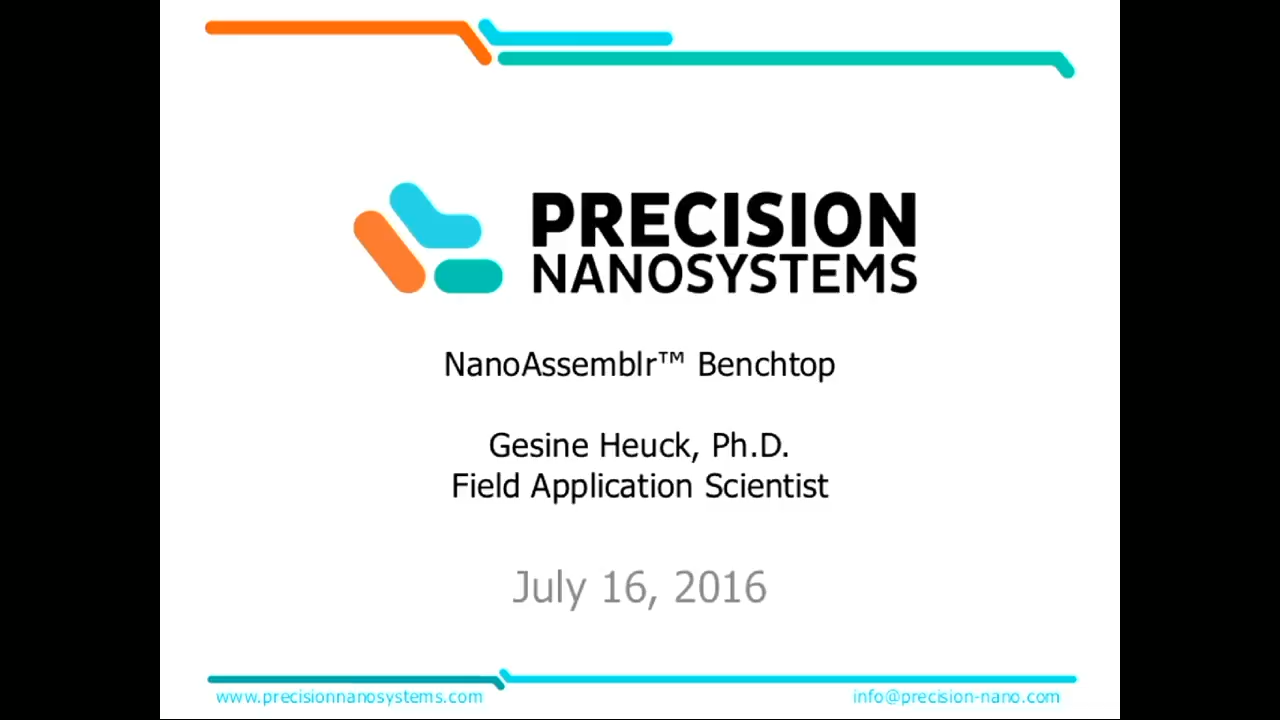 PRECISION
NANOSYSTEMS
NanoAssemblr™ Benchtop
Gesine Heuck, Ph.D.
Field Application Scientist
July 16, 2016
www.precisionnanosystems.com
info@precision-nano.com